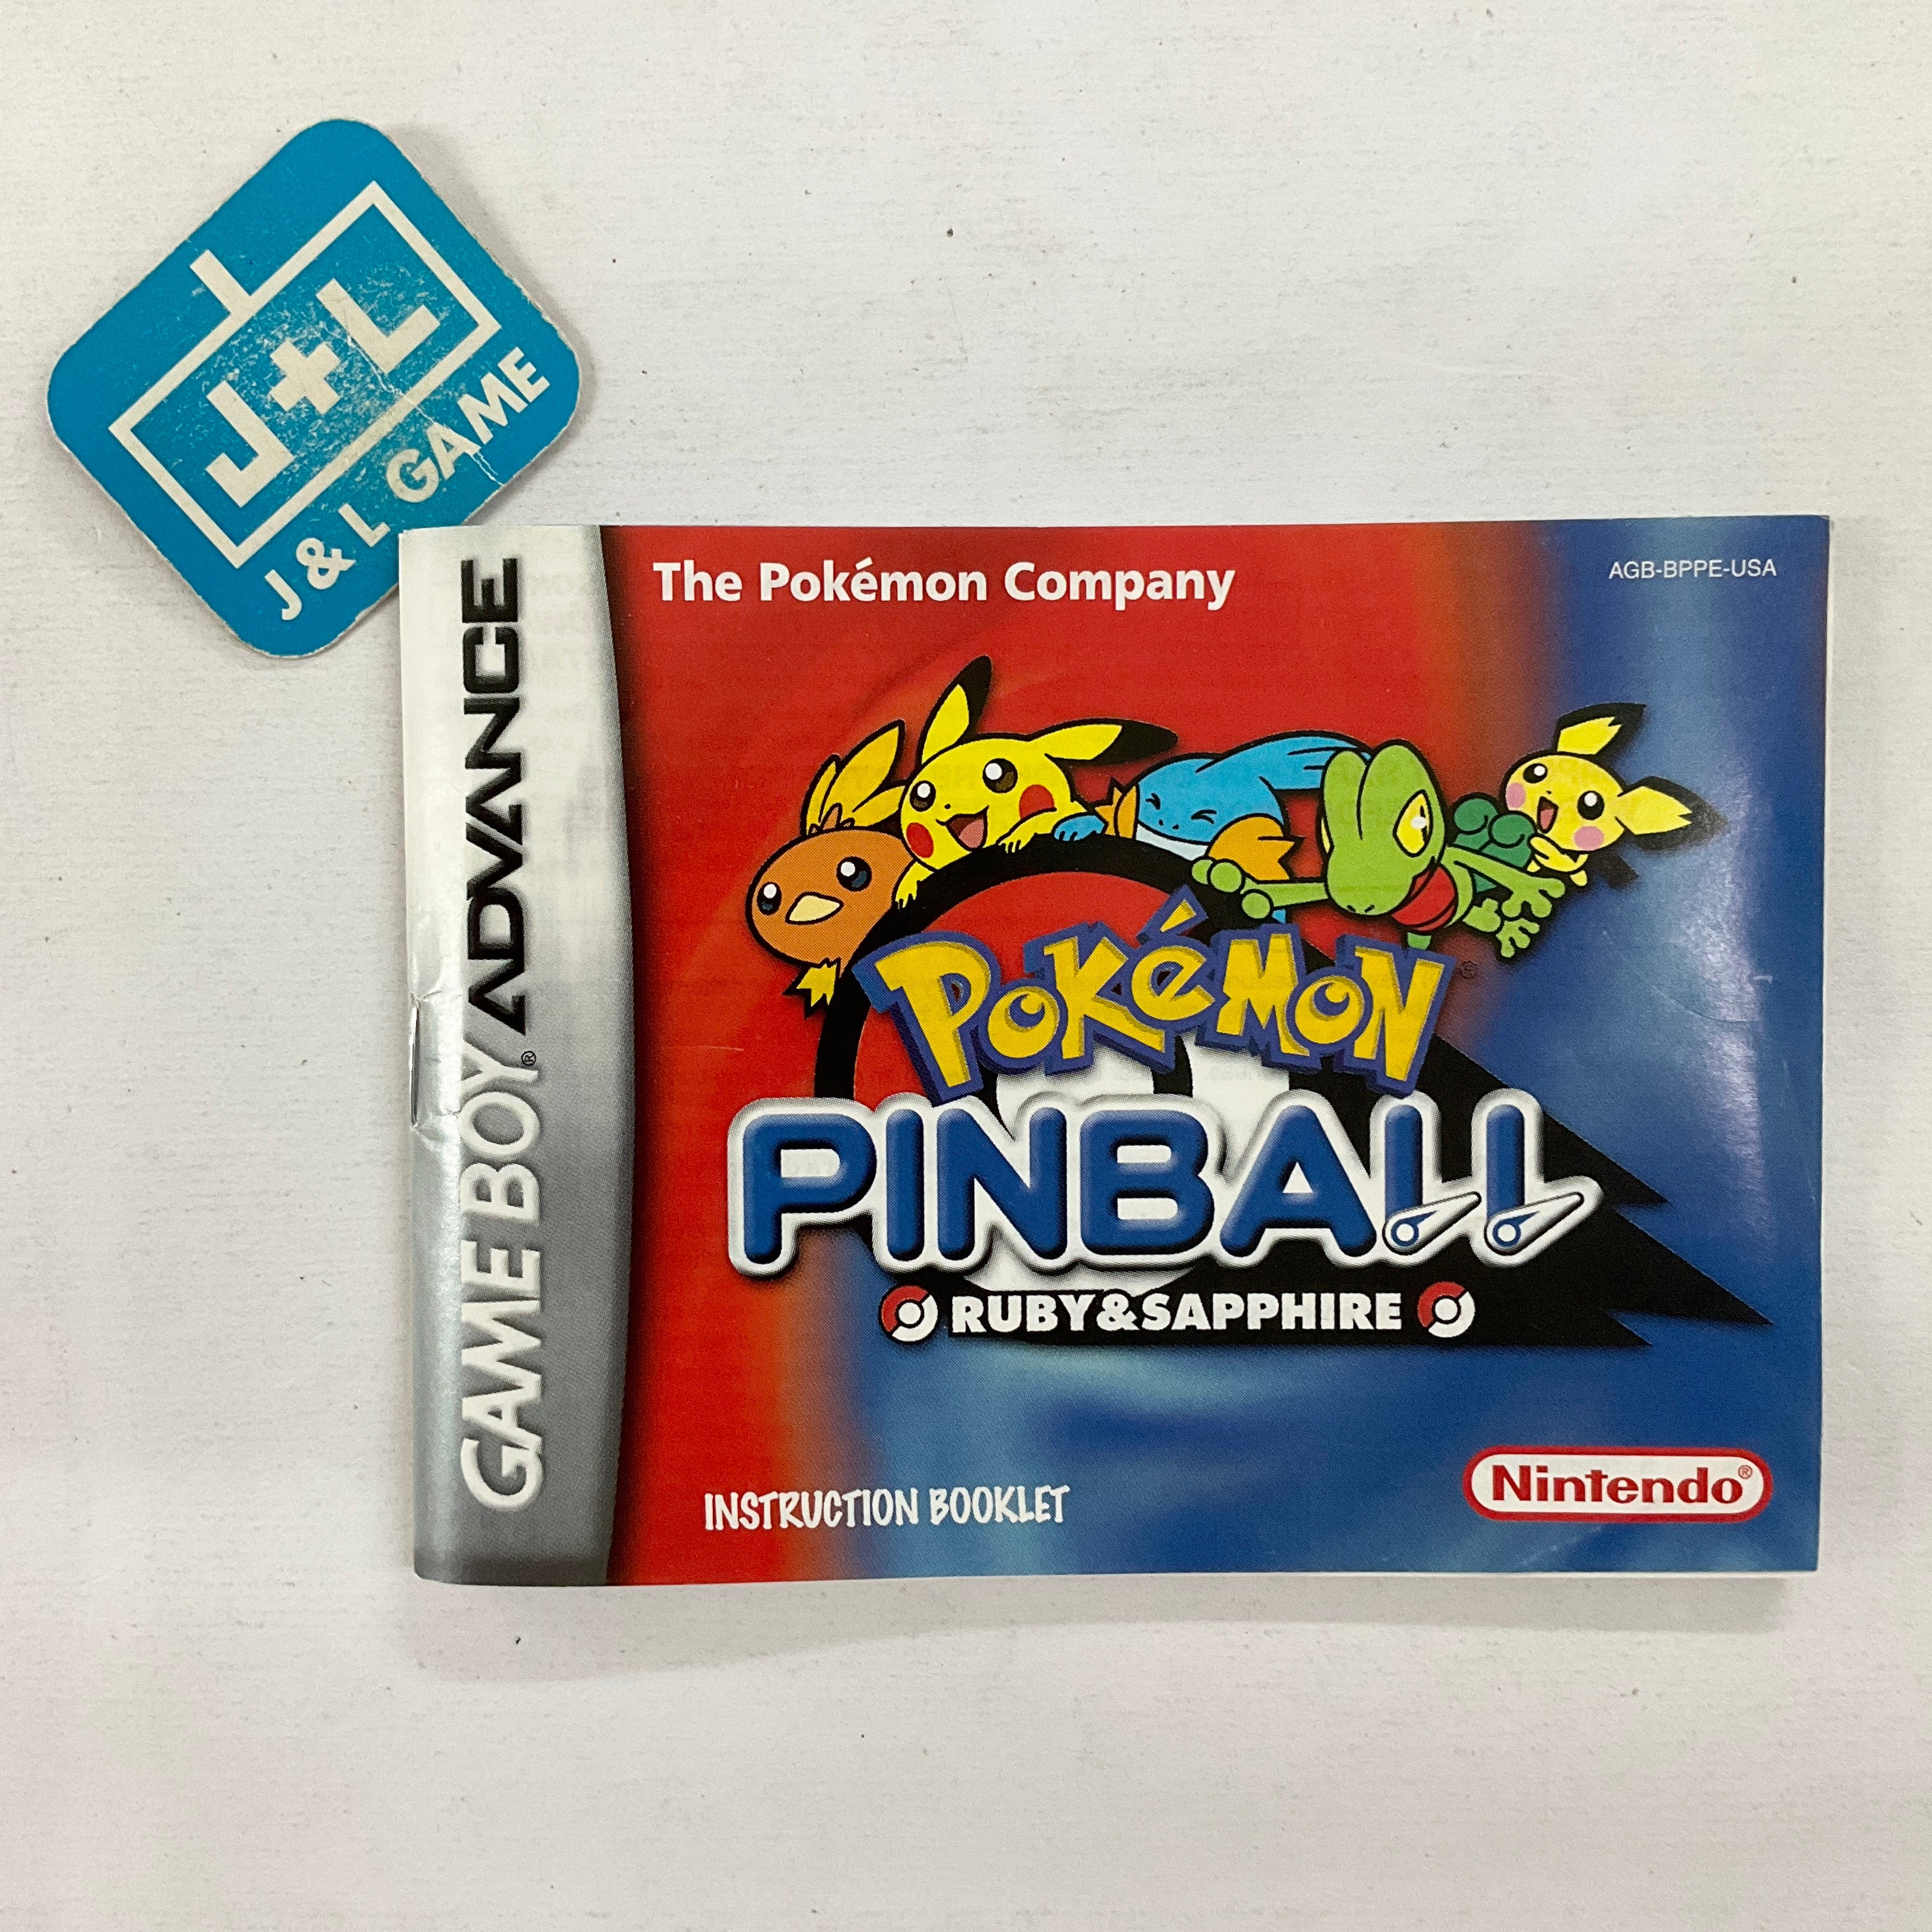 J+L
J & L GAME
GAME BOY® ADVANCE
The Pokémon Company
AGB-BPPE-USA
POKéMON®
PINBALL
RUBY&SAPPHIRE
INSTRUCTION BOOKLET
Nintendo®